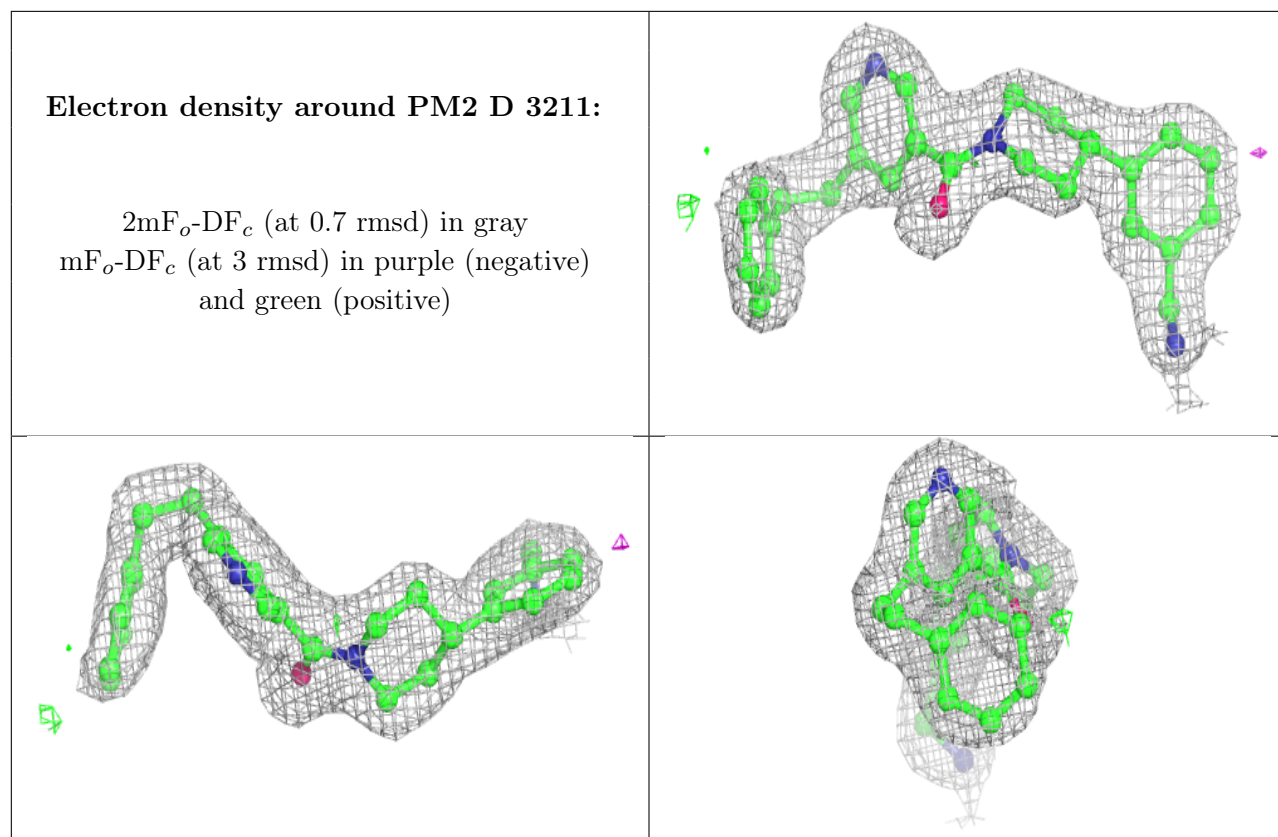 Electron density around PM2 D 3211:
2mFo-DFc (at 0.7 rmsd) in gray
mFo-DFc (at 3 rmsd) in purple (negative)
and green (positive)